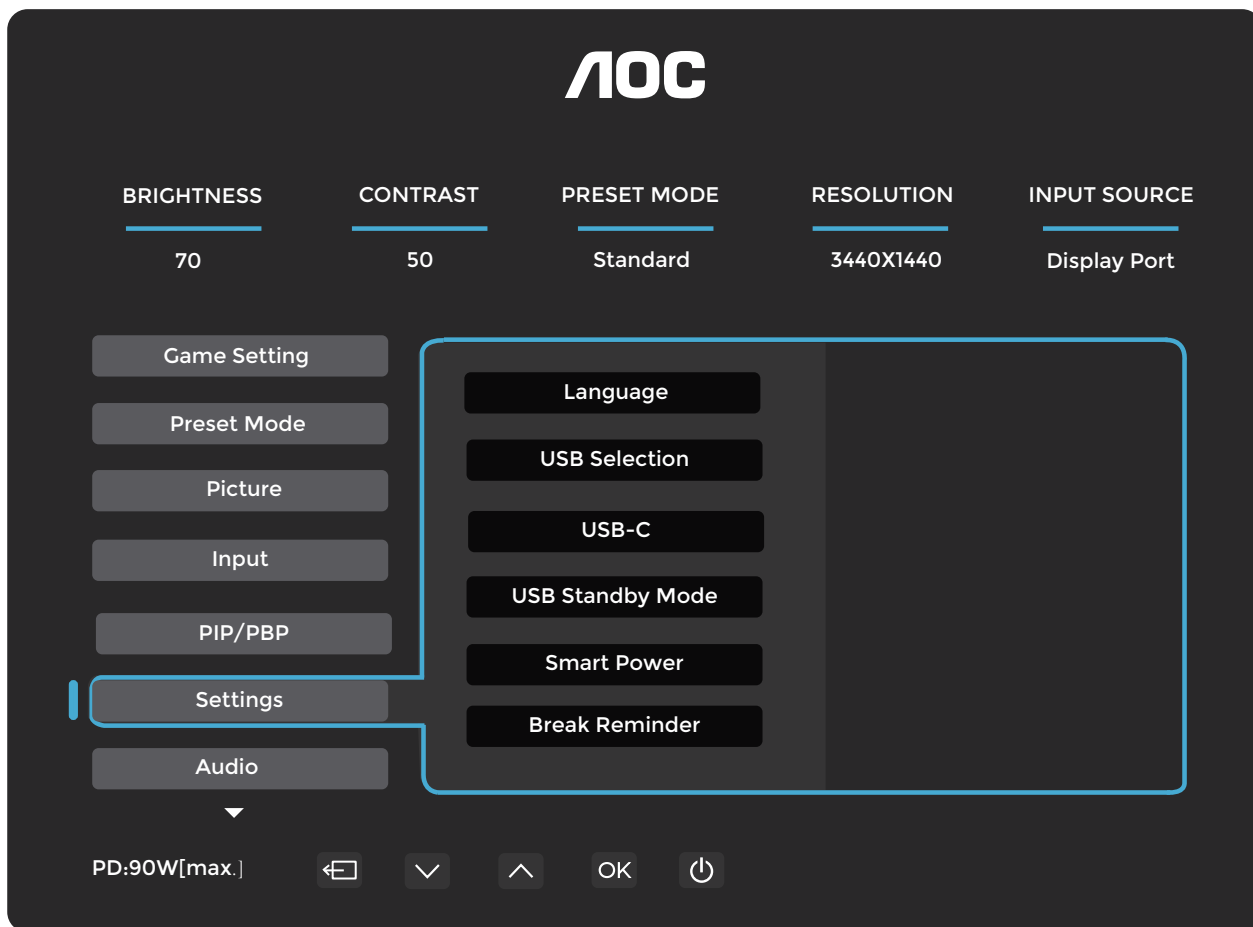 AOC
BRIGHTNESS CONTRAST PRESET MODE RESOLUTION INPUT SOURCE
70 50 Standard 3440X1440 Display Port
Game Setting
Preset Mode
Picture
Input
PIP/PBP
Settings
Audio
Language
USB Selection
USB-C
USB Standby Mode
Smart Power
Break Reminder
PD:90W[max.] OK